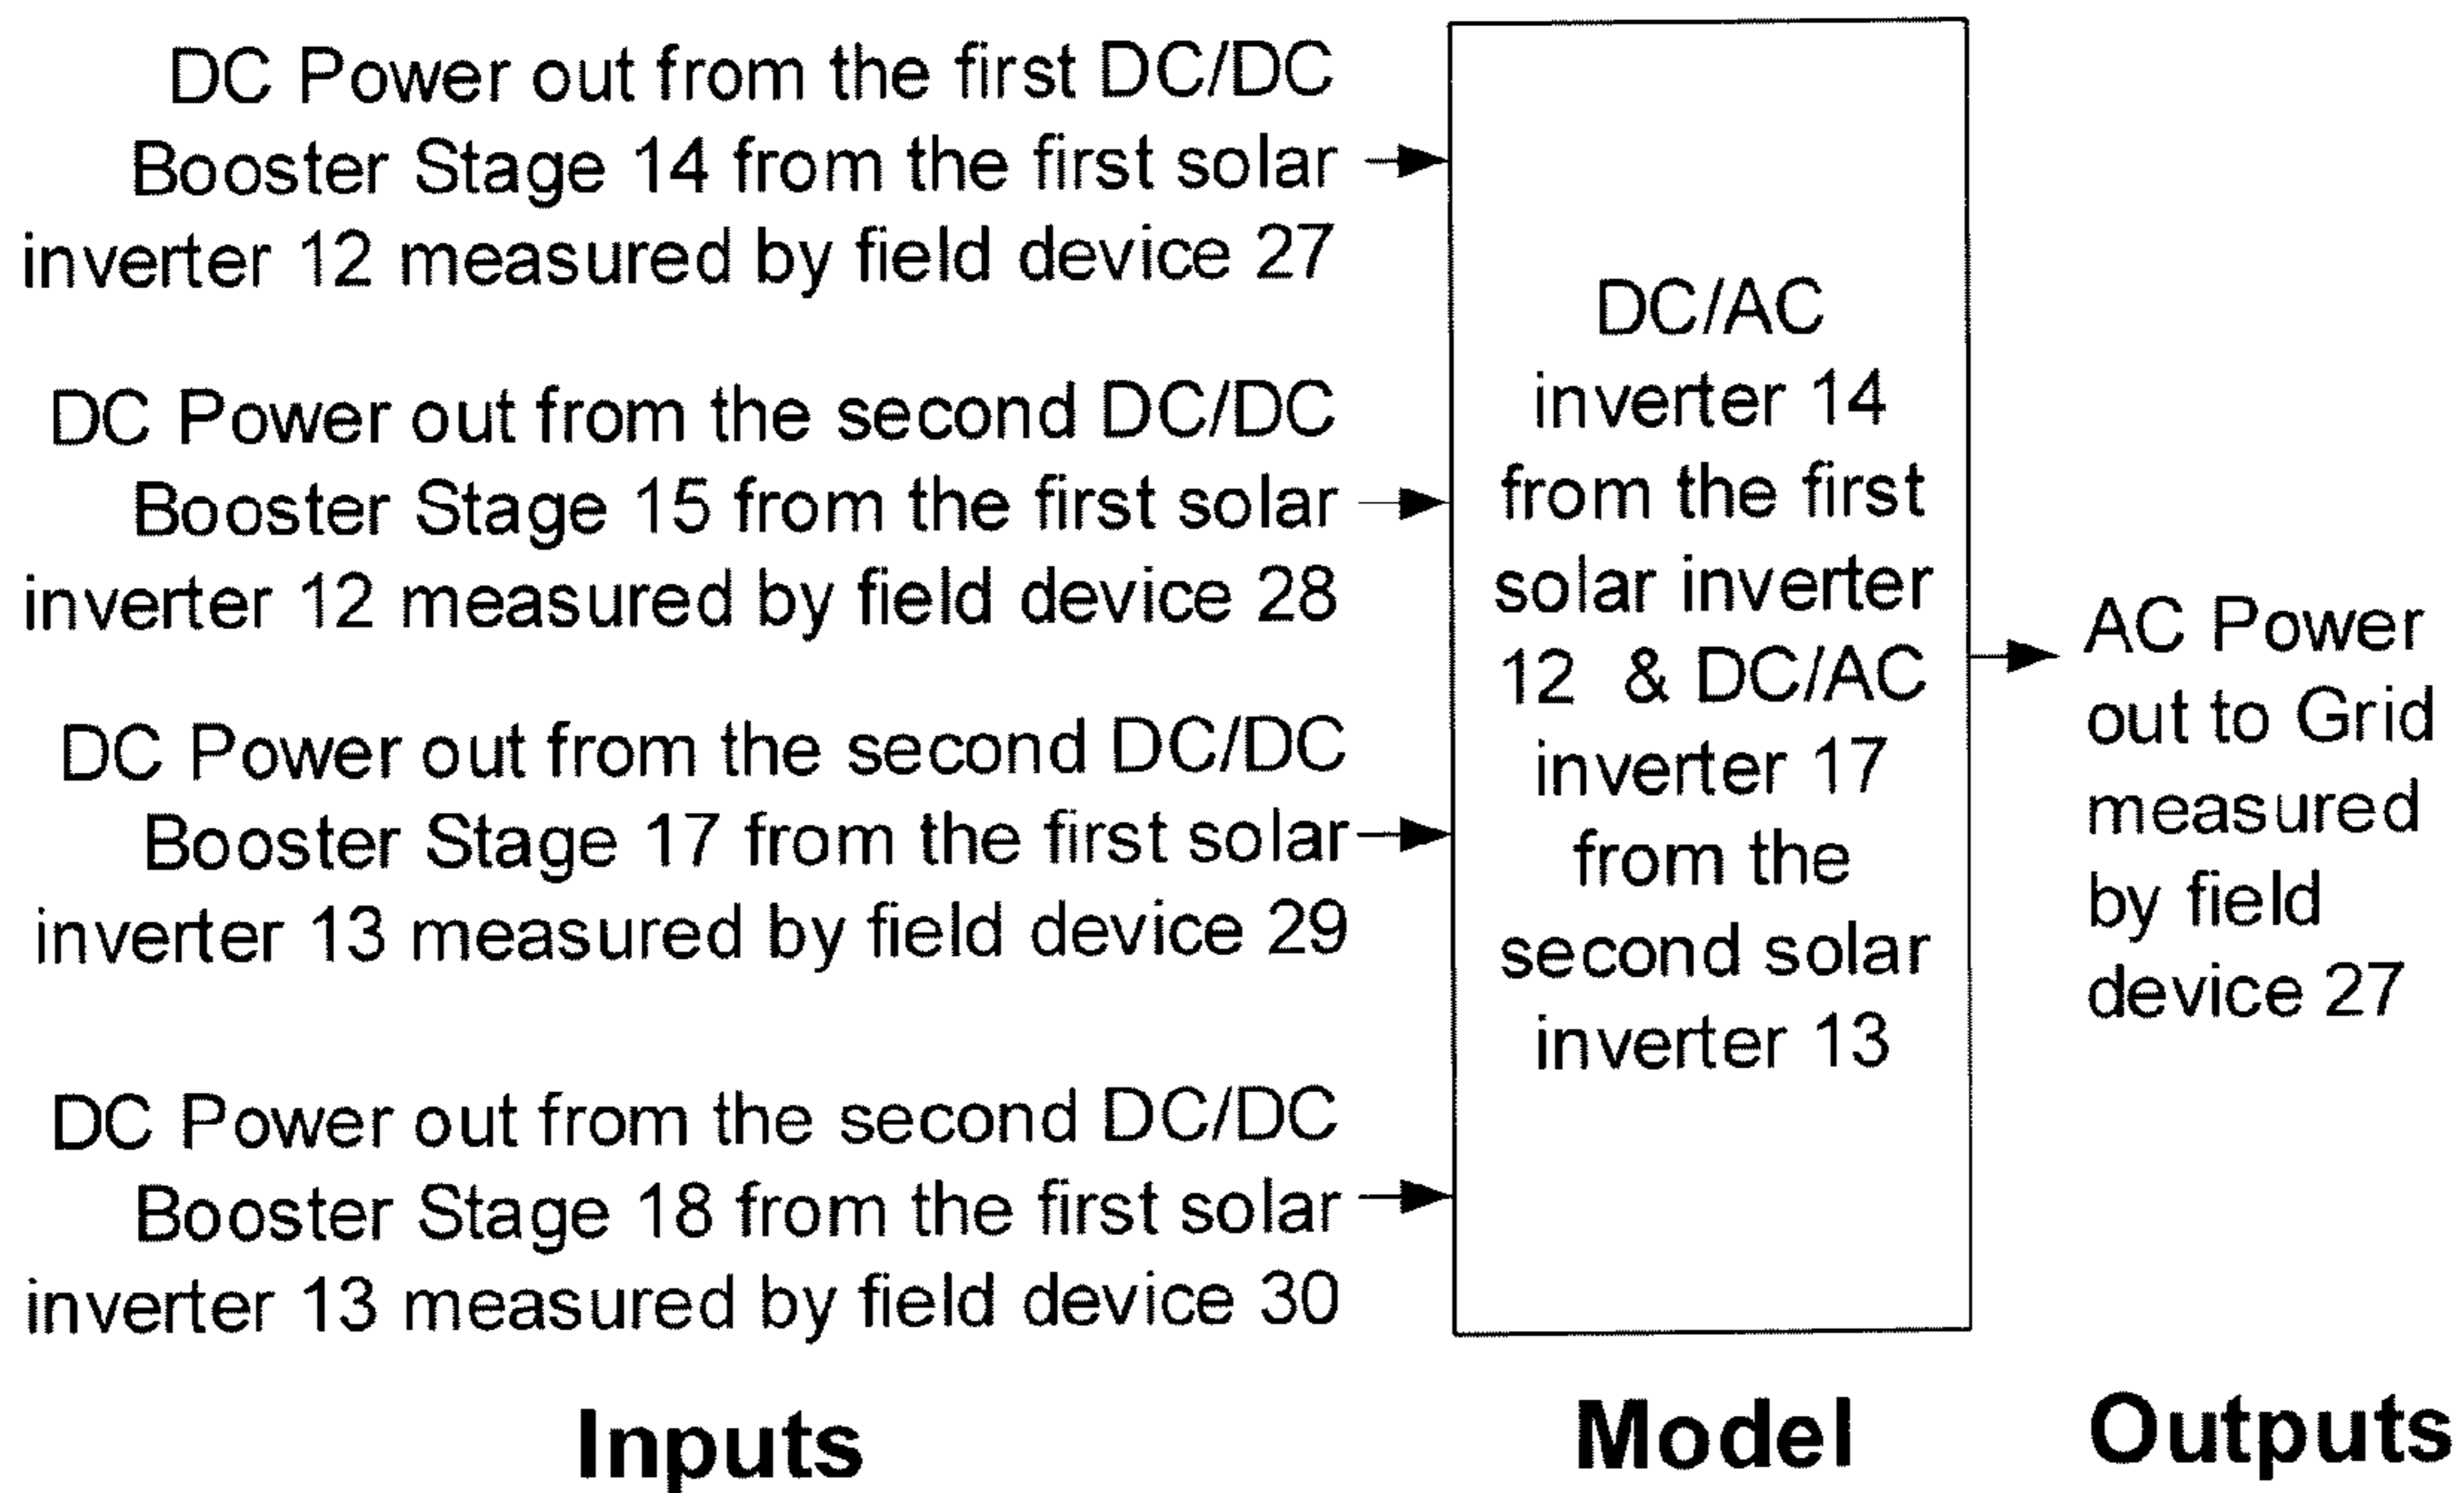 DC Power out from the first DC/DC
Booster Stage 14 from the first solar
inverter 12 measured by field device 27
DC Power out from the second DC/DC
Booster Stage 15 from the first solar
inverter 12 measured by field device 28
DC Power out from the second DC/DC
Booster Stage 17 from the first solar
inverter 13 measured by field device 29
DC Power out from the second DC/DC
Booster Stage 18 from the first solar
inverter 13 measured by field device 30
DC/AC
inverter 14
from the first
solar inverter
12 & DC/AC
inverter 17
from the
second solar
inverter 13
AC Power
out to Grid
measured
by field
device 27
Inputs
Model
Outputs